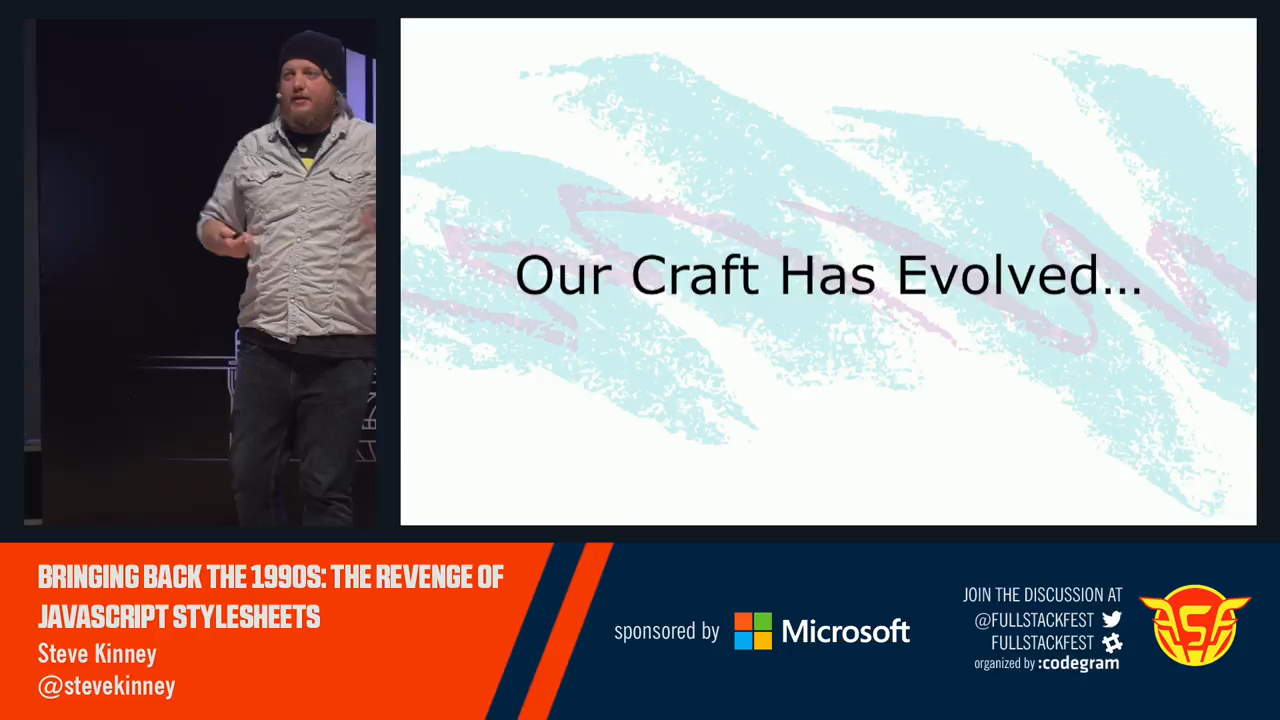 Our Craft Has Evolved...
BRINGING BACK THE 1990S: THE REVENGE OF
JAVASCRIPT STYLESHEETS
Steve Kinney
@stevekinney
sponsored by Microsoft
JOIN THE DISCUSSION AT
@FULLSTACKFEST
FULLSTACKFEST
organized by :codegram
FSF